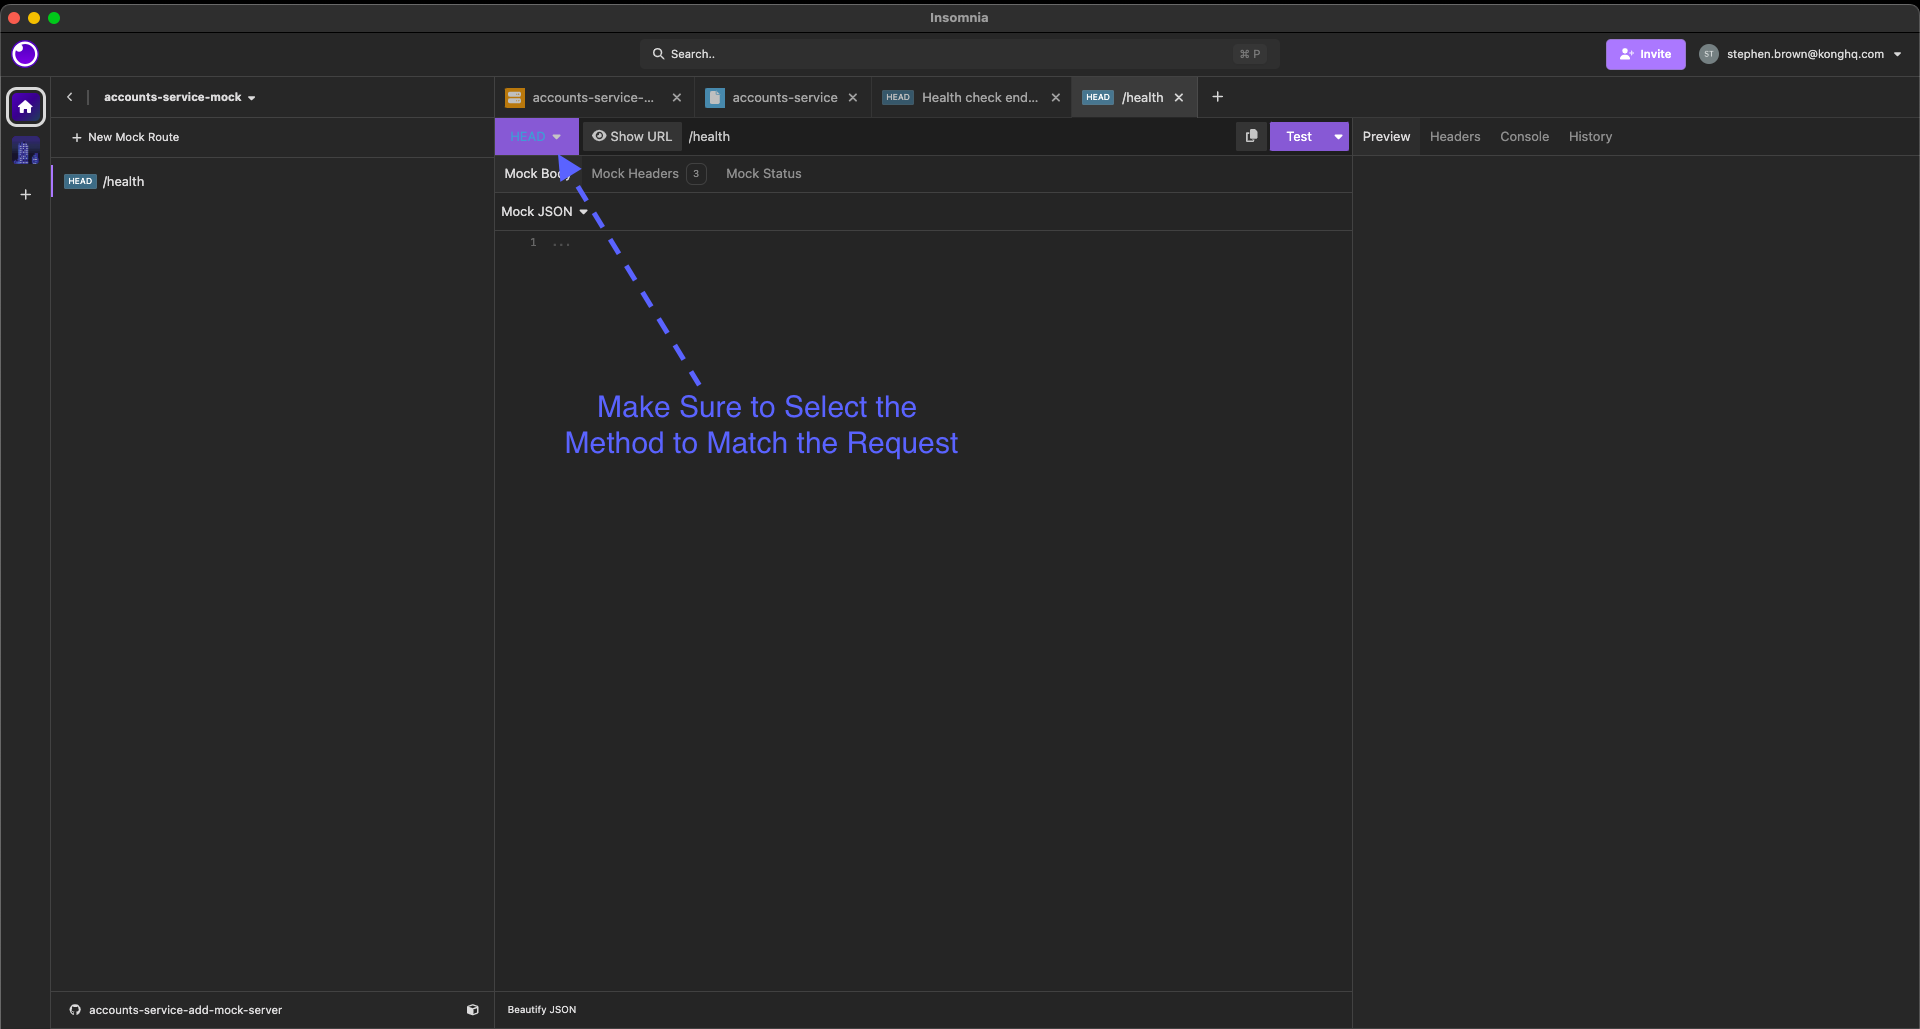 Insomnia
Search..
⌘ P
Invite
ST
stephen.brown@konghq.com
accounts-service-mock
accounts-service-...
accounts-service
HEAD Health check end...
HEAD /health
New Mock Route
HEAD
Show URL
/health
Test
Preview
Headers
Console
History
HEAD /health
Mock Body
Mock Headers 3
Mock Status
Mock JSON
1 ...
Make Sure to Select the
Method to Match the Request
accounts-service-add-mock-server
Beautify JSON